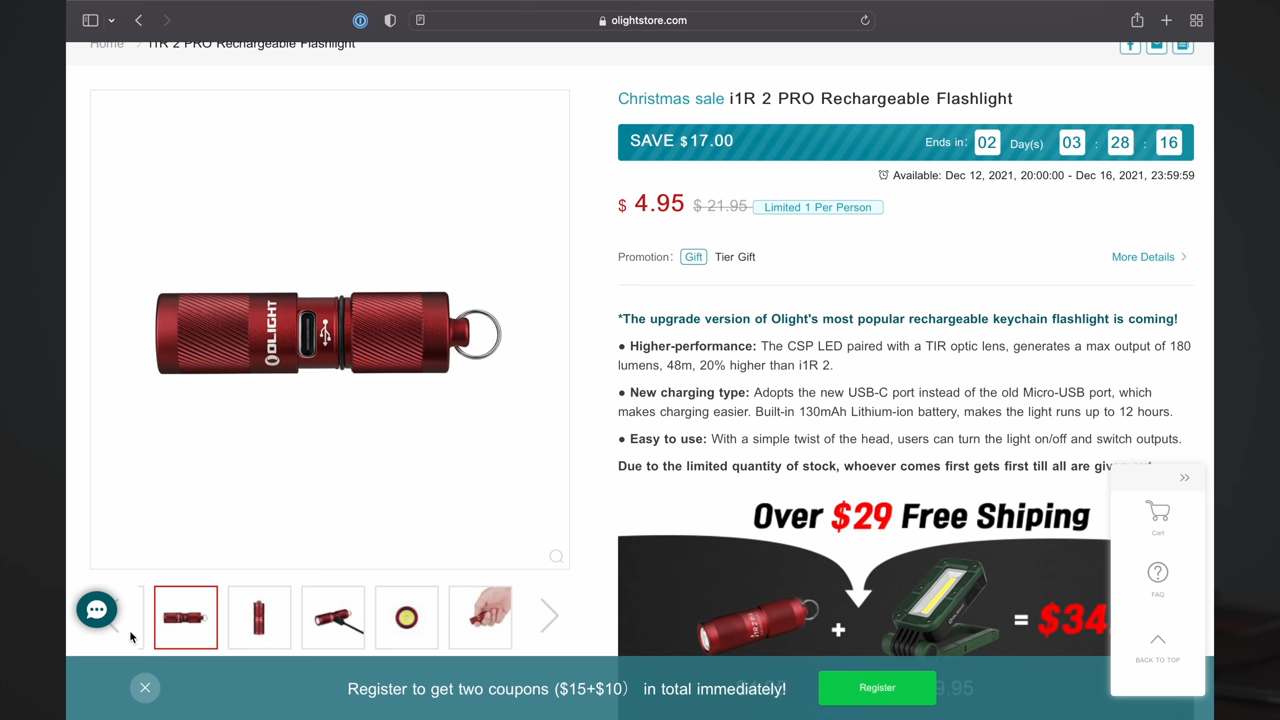 olightstore.com
Home > i1R 2 PRO Rechargeable Flashlight
Christmas sale i1R 2 PRO Rechargeable Flashlight
SAVE $17.00
Ends in: 02 Day(s) 03 : 28 : 16
Available: Dec 12, 2021, 20:00:00 - Dec 16, 2021, 23:59:59
$ 4.95 $ 21.95 Limited 1 Per Person
Promotion: Gift Tier Gift
More Details >
*The upgrade version of Olight's most popular rechargeable keychain flashlight is coming!
● Higher-performance: The CSP LED paired with a TIR optic lens, generates a max output of 180
lumens, 48m, 20% higher than i1R 2.
● New charging type: Adopts the new USB-C port instead of the old Micro-USB port, which
makes charging easier. Built-in 130mAh Lithium-ion battery, makes the light runs up to 12 hours.
● Easy to use: With a simple twist of the head, users can turn the light on/off and switch outputs.
Due to the limited quantity of stock, whoever comes first gets first till all are
OLIGHT
Over $29 Free Shipping
+
= $34
Cart
FAQ
BACK TO TOP
Register to get two coupons ($15+$10) in total immediately!
Register
9.95